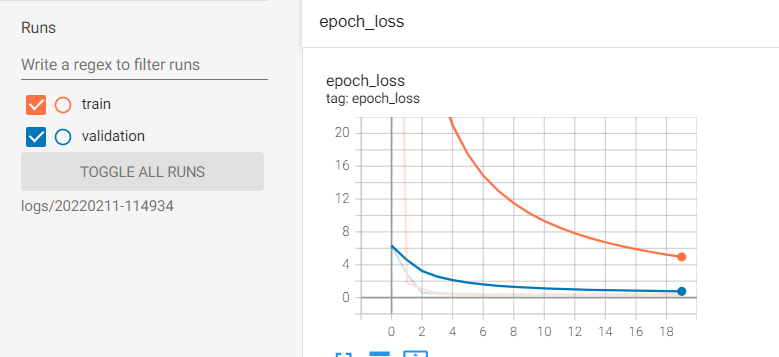 Runs
epoch_loss
Write a regex to filter runs
train
validation
TOGGLE ALL RUNS
logs/20220211-114934
epoch_loss
tag: epoch_loss
20
16
12
8
4
0
0 2 4 6 8 10 12 14 16 18